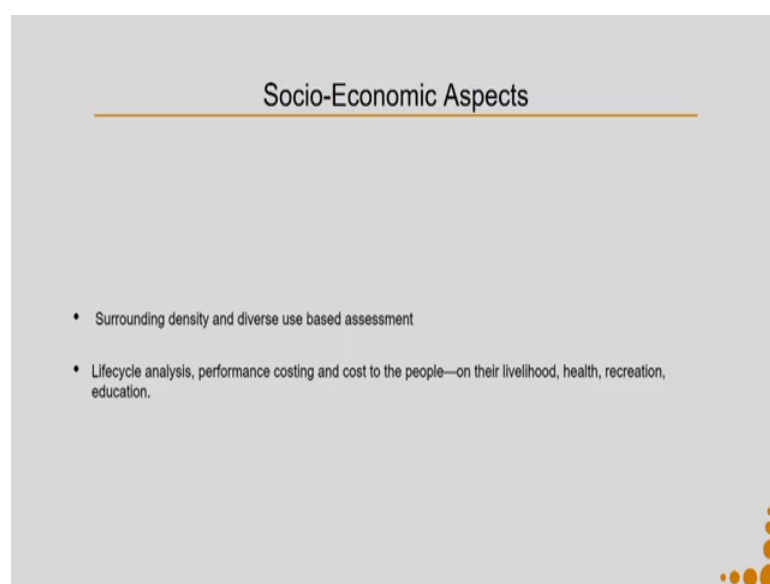 Socio-Economic Aspects
• Surrounding density and diverse use based assessment
• Lifecycle analysis, performance costing and cost to the people—on their livelihood, health, recreation,
education.